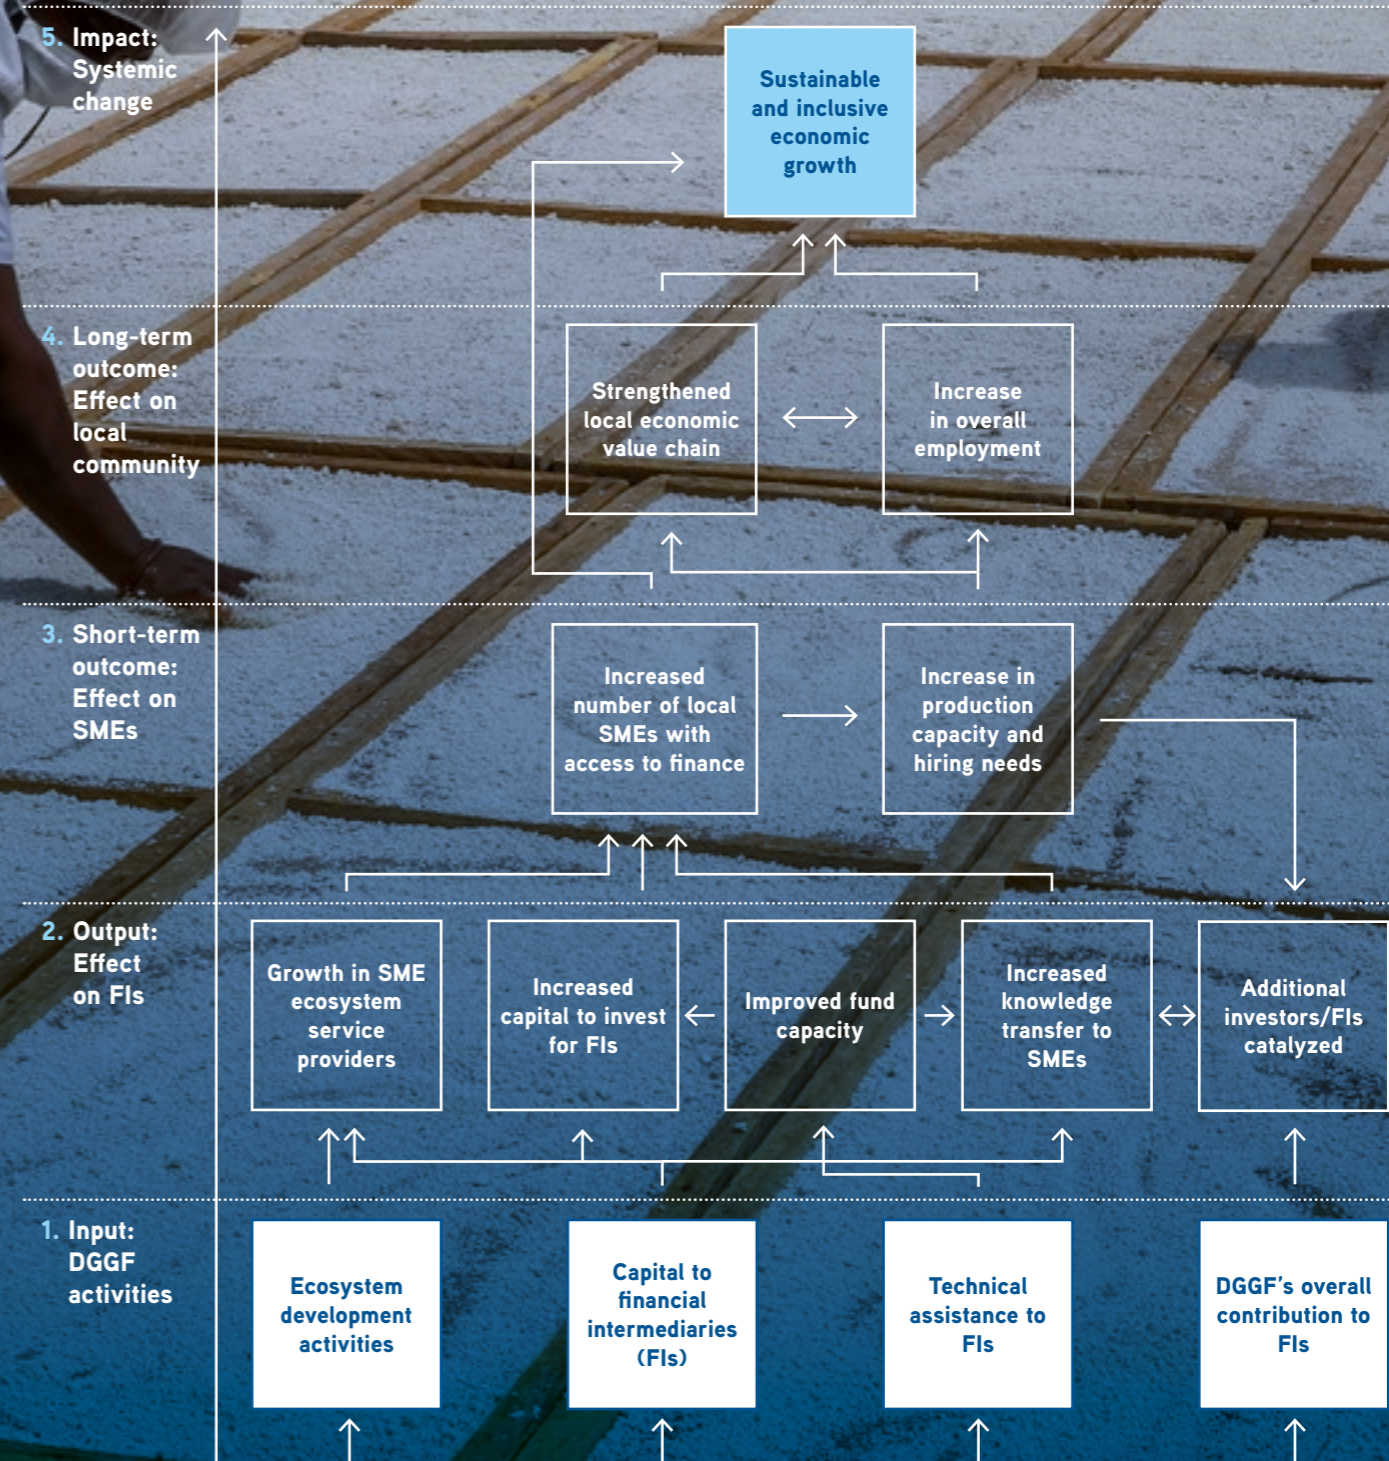 5. Impact:
Systemic
change
Sustainable
and inclusive
economic
growth
4. Long-term
outcome:
Effect on
local
community
Strengthened
local economic
value chain
Increase
in overall
employment
3. Short-term
outcome:
Effect on
SMEs
Increased
number of local
SMEs with
access to finance
Increase in
production
capacity and
hiring needs
2. Output:
Effect
on FIs
Growth in SME
ecosystem
service
providers
Increased
capital to invest
for FIs
Improved fund
capacity
Increased
knowledge
transfer to
SMEs
Additional
investors/FIs
catalyzed
1. Input:
DGGF
activities
Ecosystem
development
activities
Capital to
financial
intermediaries
(FIs)
Technical
assistance to
FIs
DGGF's overall
contribution to
FIs